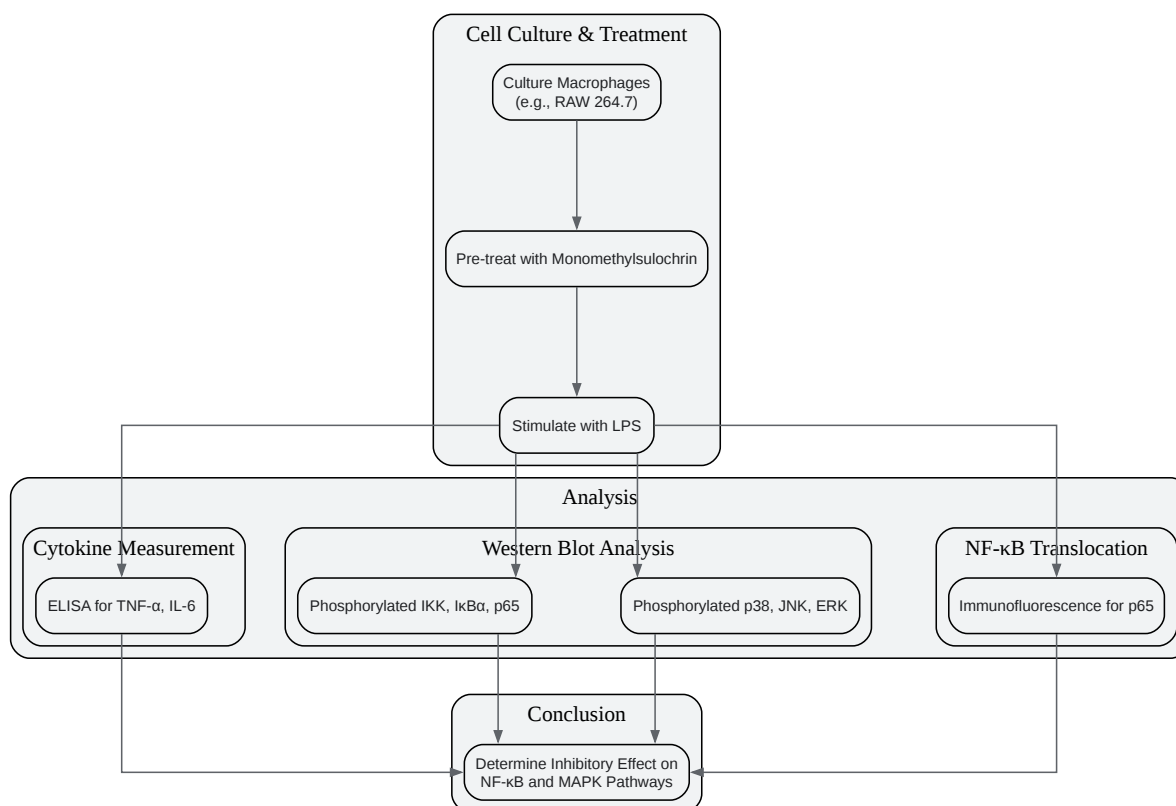 Cell Culture & Treatment
Culture Macrophages
(e.g., RAW 264.7)
Pre-treat with Monomethylsulochrin
Stimulate with LPS
Analysis
Cytokine Measurement
Western Blot Analysis
NF-κB Translocation
ELISA for TNF-α, IL-6
Phosphorylated IKK, IκBα, p65
Phosphorylated p38, JNK, ERK
Immunofluorescence for p65
Conclusion
Determine Inhibitory Effect on
NF-κB and MAPK Pathways